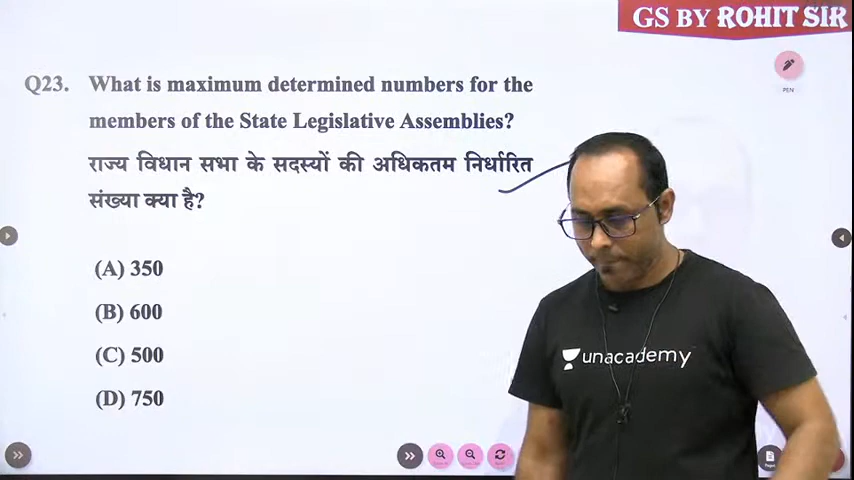 GS BY ROHIT SIR
PEN
Q23. What is maximum determined numbers for the
members of the State Legislative Assemblies?
राज्य विधान सभा के सदस्यों की अधिकतम निर्धारित
संख्या क्या है?
(A) 350
(B) 600
(C) 500
(D) 750
unacademy